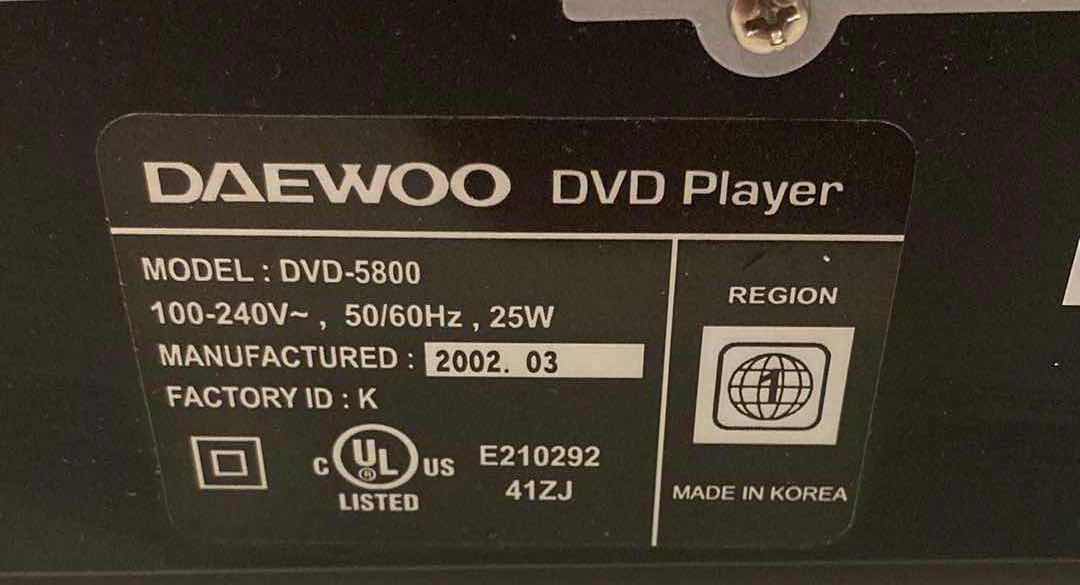 DAEWOO DVD Player
MODEL : DVD-5800
100-240V~ , 50/60Hz , 25W
MANUFACTURED : 2002. 03
FACTORY ID : K
C UL ® US
LISTED
E210292
41ZJ
REGION
1
MADE IN KOREA